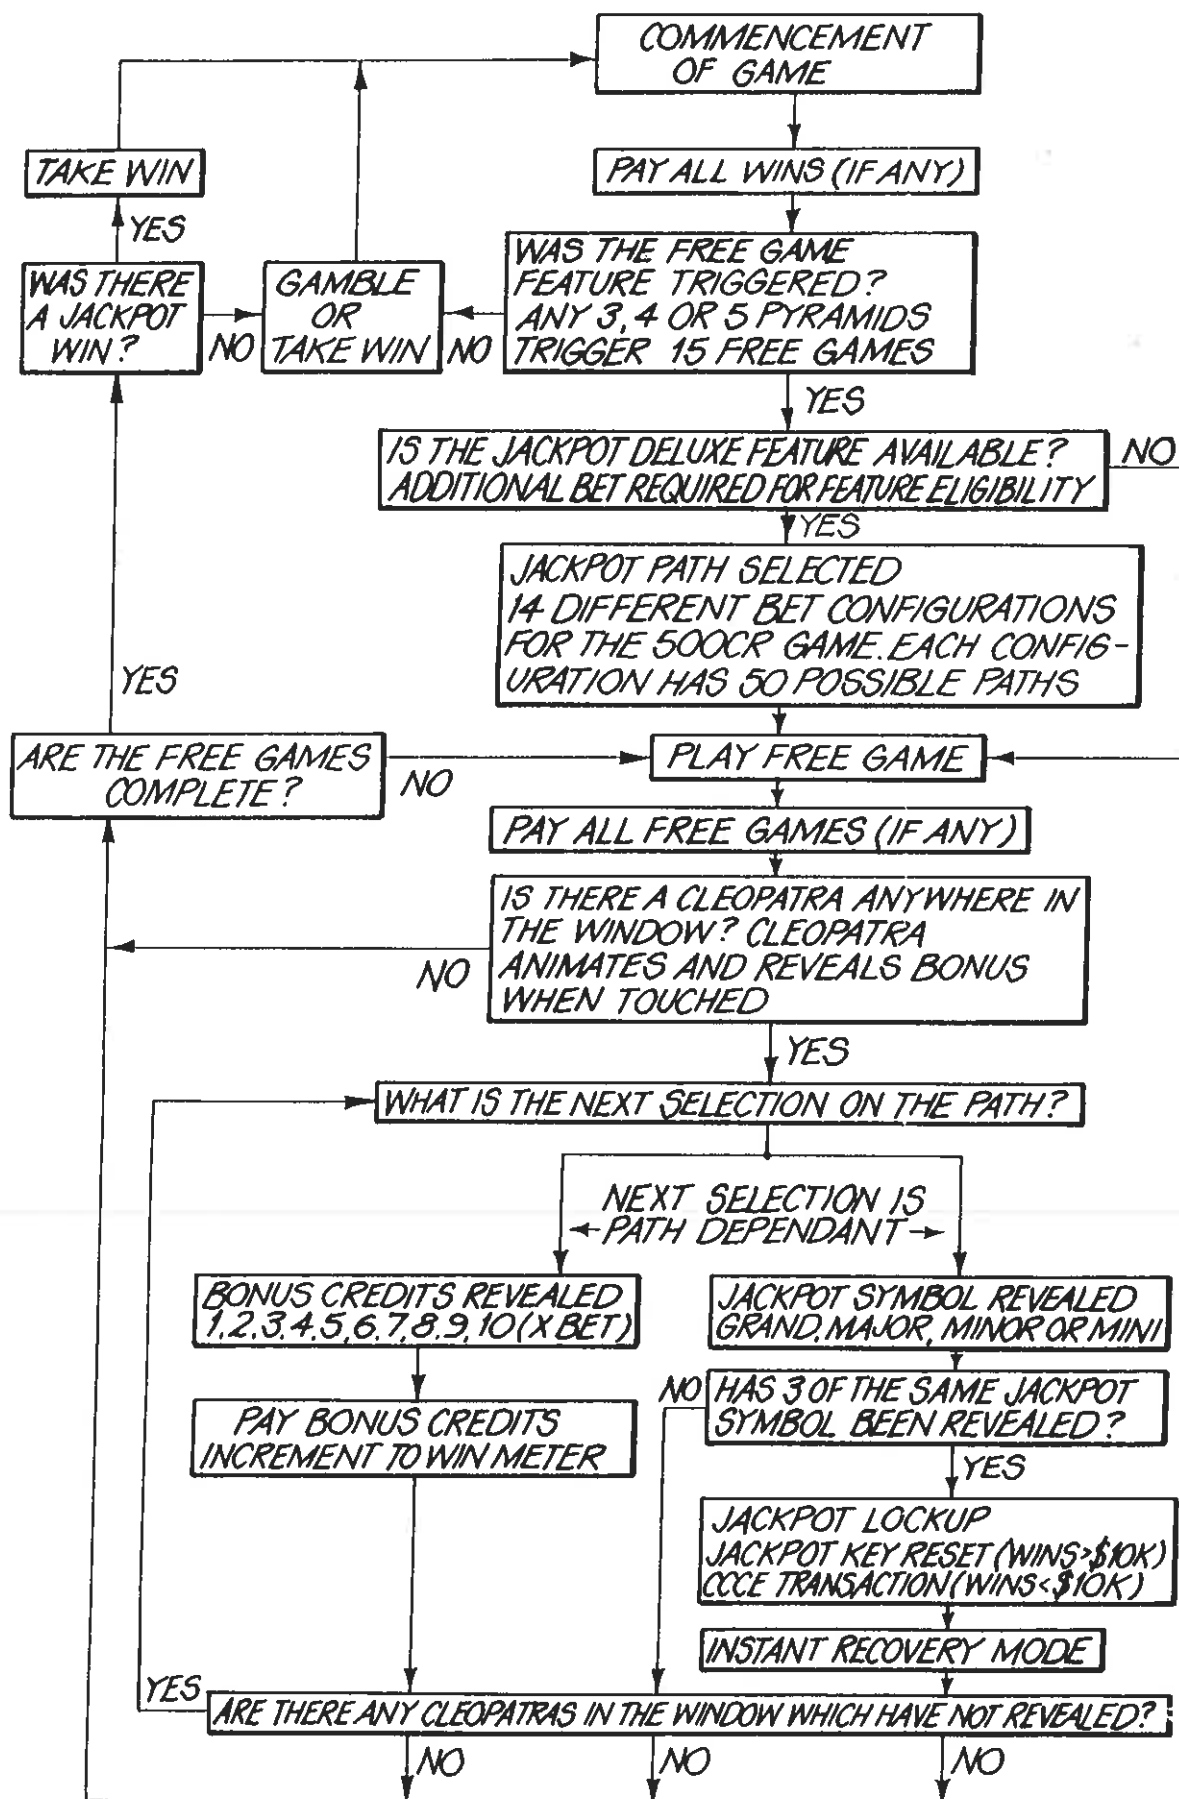 COMMENCEMENT
OF GAME
PAY ALL WINS (IF ANY)
TAKE WIN
YES
WAS THERE
A JACKPOT
WIN?
NO
GAMBLE
OR
TAKE WIN
NO
WAS THE FREE GAME
FEATURE TRIGGERED?
ANY 3, 4 OR 5 PYRAMIDS
TRIGGER 15 FREE GAMES
YES
IS THE JACKPOT DELUXE FEATURE AVAILABLE?
ADDITIONAL BET REQUIRED FOR FEATURE ELIGIBILITY
NO
YES
JACKPOT PATH SELECTED
14 DIFFERENT BET CONFIGURATIONS
FOR THE 500CR GAME. EACH CONFIG-
URATION HAS 50 POSSIBLE PATHS
YES
ARE THE FREE GAMES
COMPLETE?
NO
PLAY FREE GAME
PAY ALL FREE GAMES (IF ANY)
IS THERE A CLEOPATRA ANYWHERE IN
THE WINDOW? CLEOPATRA
ANIMATES AND REVEALS BONUS
WHEN TOUCHED
NO
YES
WHAT IS THE NEXT SELECTION ON THE PATH?
NEXT SELECTION IS
PATH DEPENDANT
BONUS CREDITS REVEALED
1,2,3,4,5,6,7,8,9,10 (X BET)
PAY BONUS CREDITS
INCREMENT TO WIN METER
JACKPOT SYMBOL REVEALED
GRAND, MAJOR, MINOR OR MINI
NO
HAS 3 OF THE SAME JACKPOT
SYMBOL BEEN REVEALED?
YES
JACKPOT LOCKUP
JACKPOT KEY RESET (WINS>$10K)
CCCE TRANSACTION (WINS<$10K)
INSTANT RECOVERY MODE
YES
ARE THERE ANY CLEOPATRAS IN THE WINDOW WHICH HAVE NOT REVEALED?
NO
NO
NO